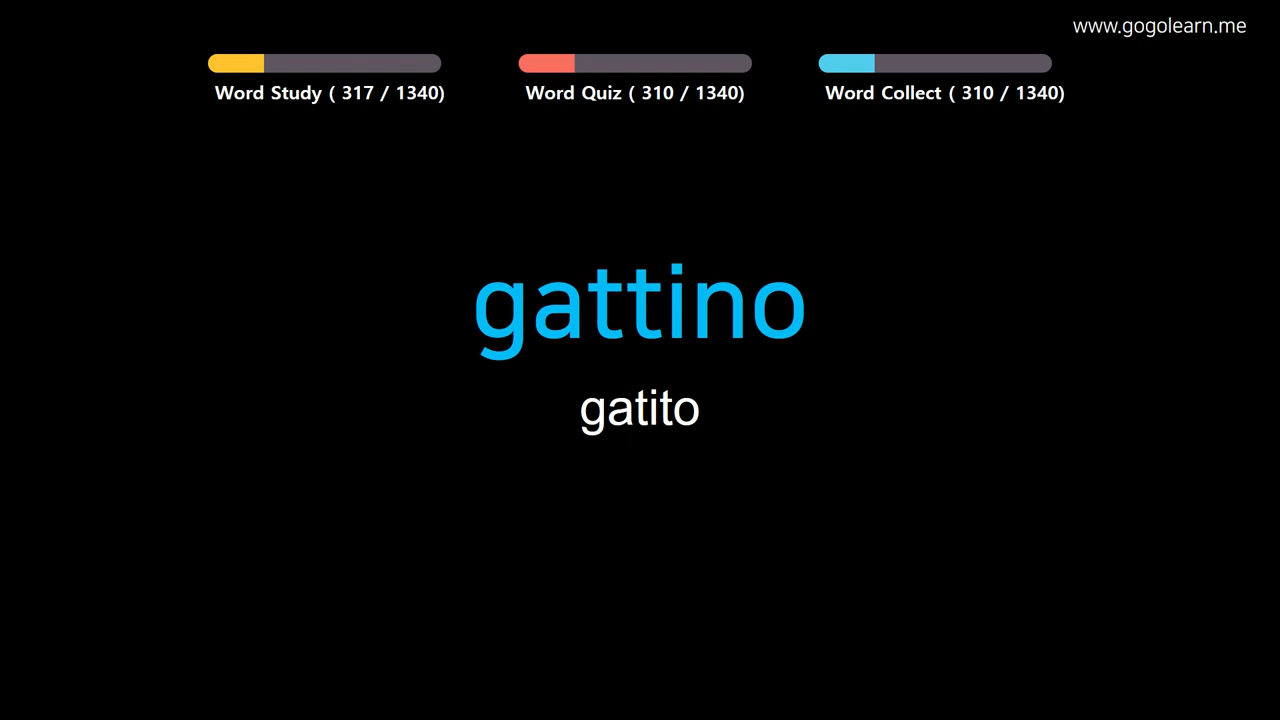 www.gogolearn.me
Word Study ( 317 / 1340)
Word Quiz ( 310 / 1340)
Word Collect ( 310 / 1340)
gattino
gatito